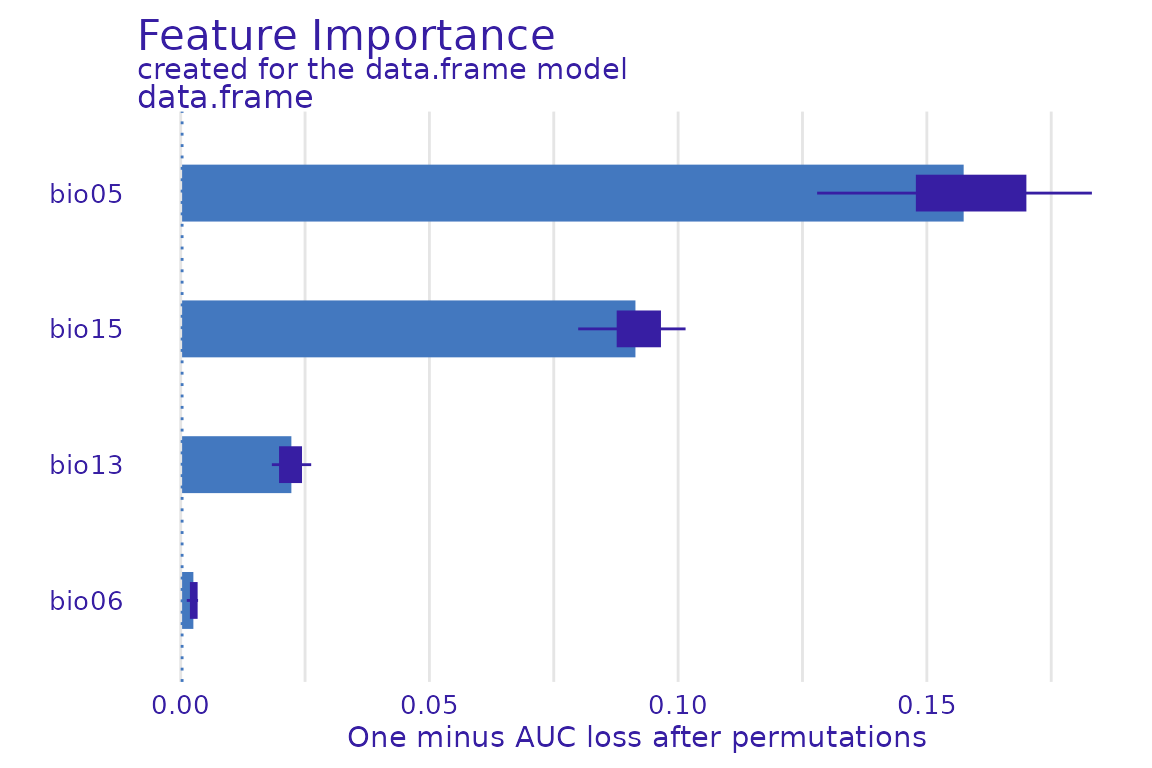 Feature Importance
created for the data.frame model
data.frame
bio05
bio15
bio13
bio06
0.00 0.05 0.10 0.15
One minus AUC loss after permutations